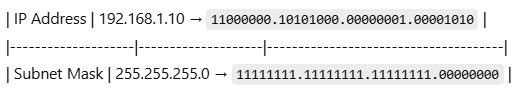 | IP Address | 192.168.1.10 → 11000000.10101000.00000001.00001010 |
|--------------------|-------------------|-------------------------------------|
| Subnet Mask | 255.255.255.0 → 11111111.11111111.11111111.00000000 |